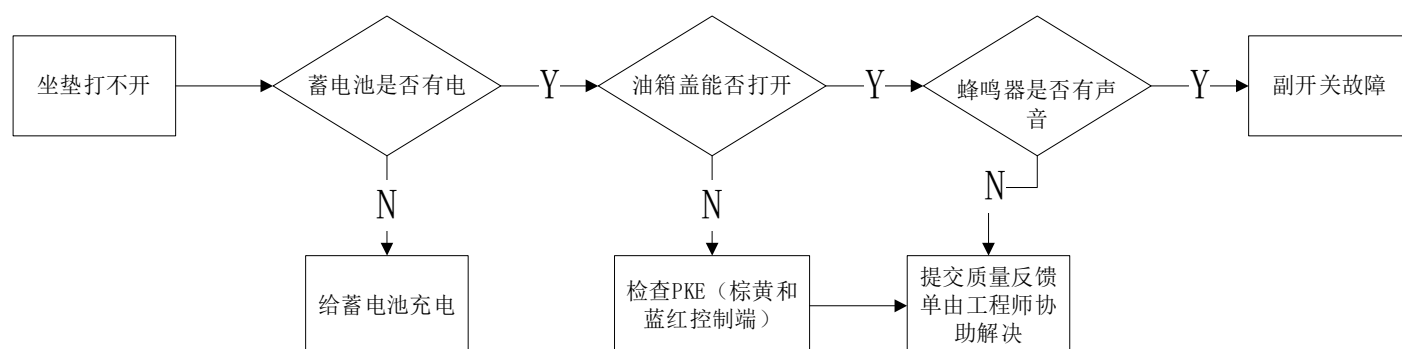 坐垫打不开
蓄电池是否有电
Y
油箱盖能否打开
Y
蜂鸣器是否有声
音
Y
副开关故障
N
N
N
给蓄电池充电
检查PKE（棕黄和
蓝红控制端）
提交质量反馈
单由工程师协
助解决